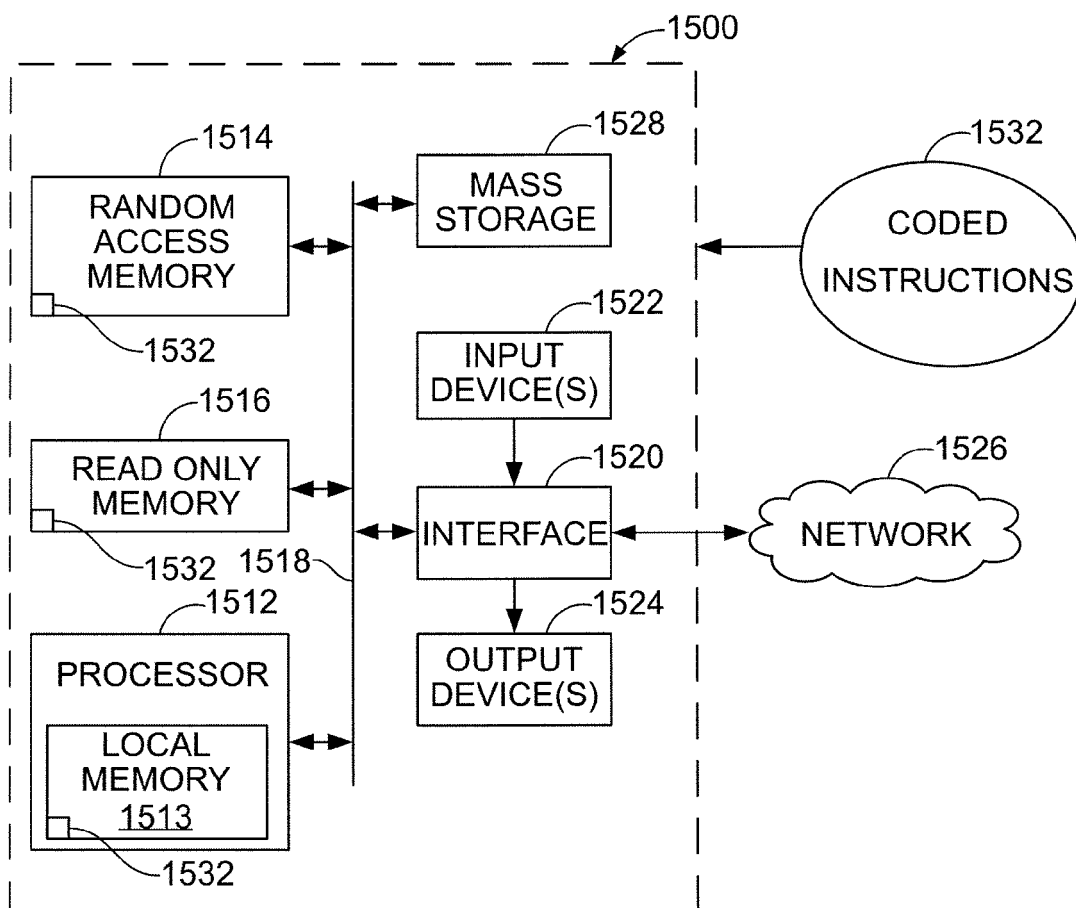 1500
1514
RANDOM
ACCESS
MEMORY
1532
1528
MASS
STORAGE
1532
CODED
INSTRUCTIONS
1522
INPUT
DEVICE(S)
1516
READ ONLY
MEMORY
1532
1518
1520
INTERFACE
1526
NETWORK
1512
PROCESSOR
LOCAL
MEMORY
1513
1532
1524
OUTPUT
DEVICE(S)